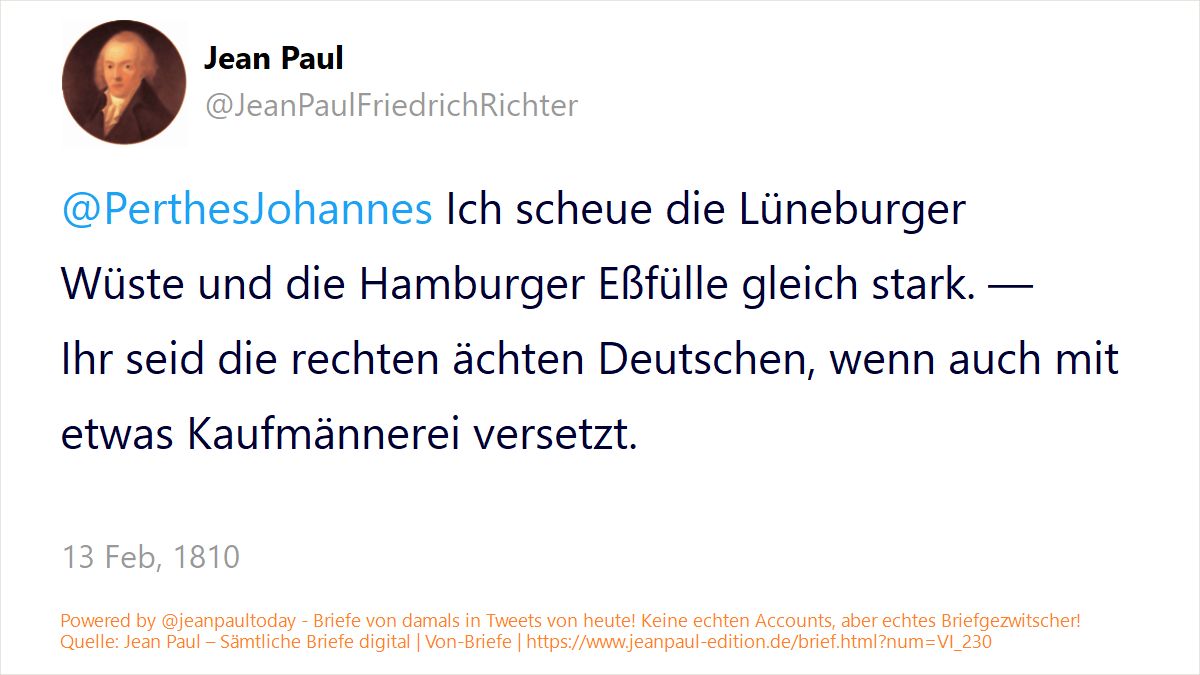 Jean Paul
@JeanPaulFriedrichRichter
@PerthesJohannes Ich scheue die Lüneburger
Wüste und die Hamburger Eßfülle gleich stark. —
Ihr seid die rechten ächten Deutschen, wenn auch mit
etwas Kaufmännerei versetzt.
13 Feb, 1810
Powered by @jeanpaultoday - Briefe von damals in Tweets von heute! Keine echten Accounts, aber echtes Briefgezwitscher!
Quelle: Jean Paul – Sämtliche Briefe digital | Von-Briefe | https://www.jeanpaul-edition.de/brief.html?num=VI_230